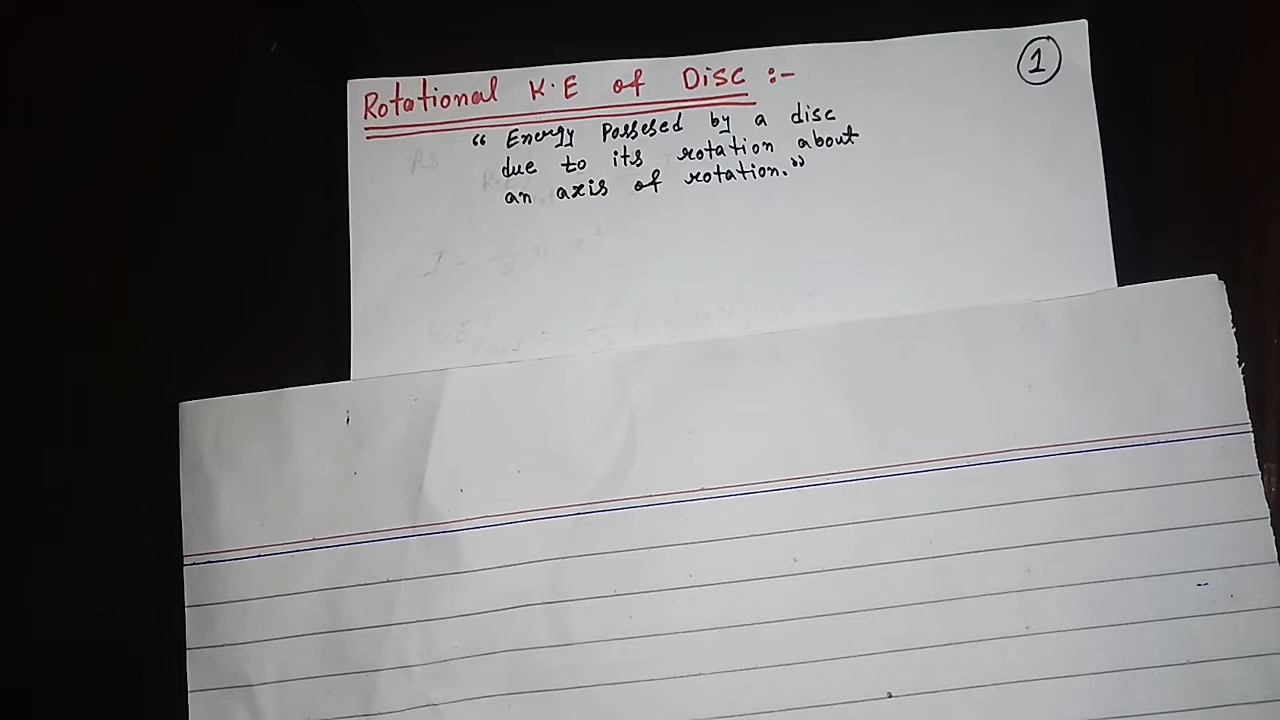 Rotational K.E of Disc :-
1
“ Energy Possesed by a disc
due to its rotation about
an axis of rotation.”